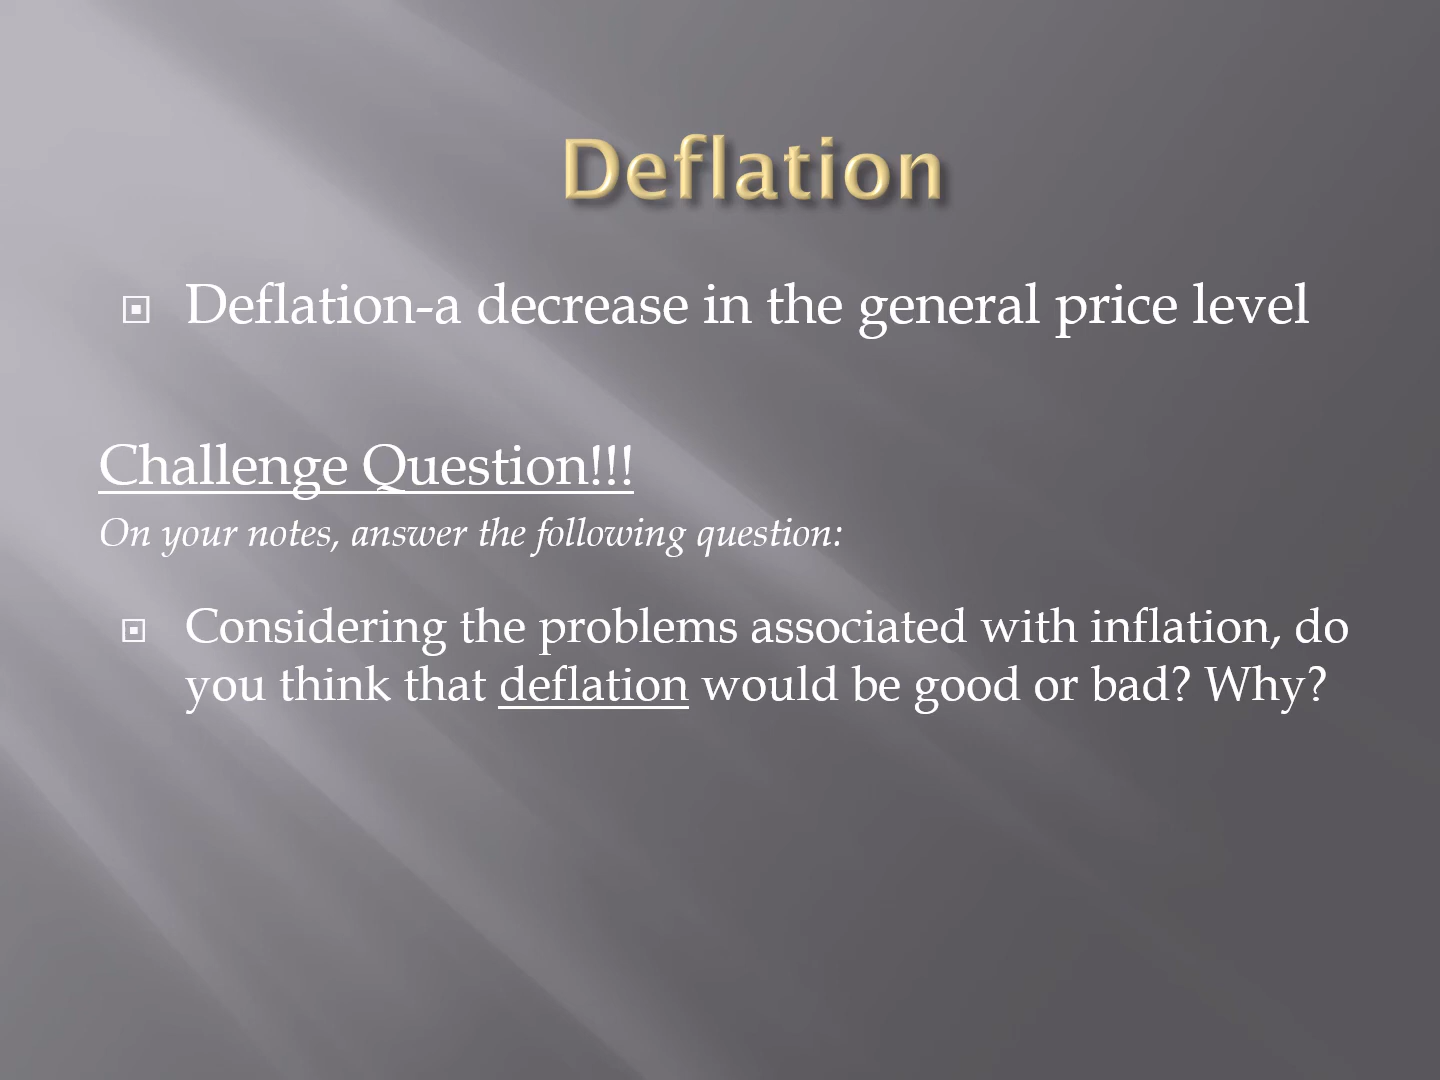 Deflation
Deflation-a decrease in the general price level
Challenge Question!!!
On your notes, answer the following question:
Considering the problems associated with inflation, do
you think that deflation would be good or bad? Why?